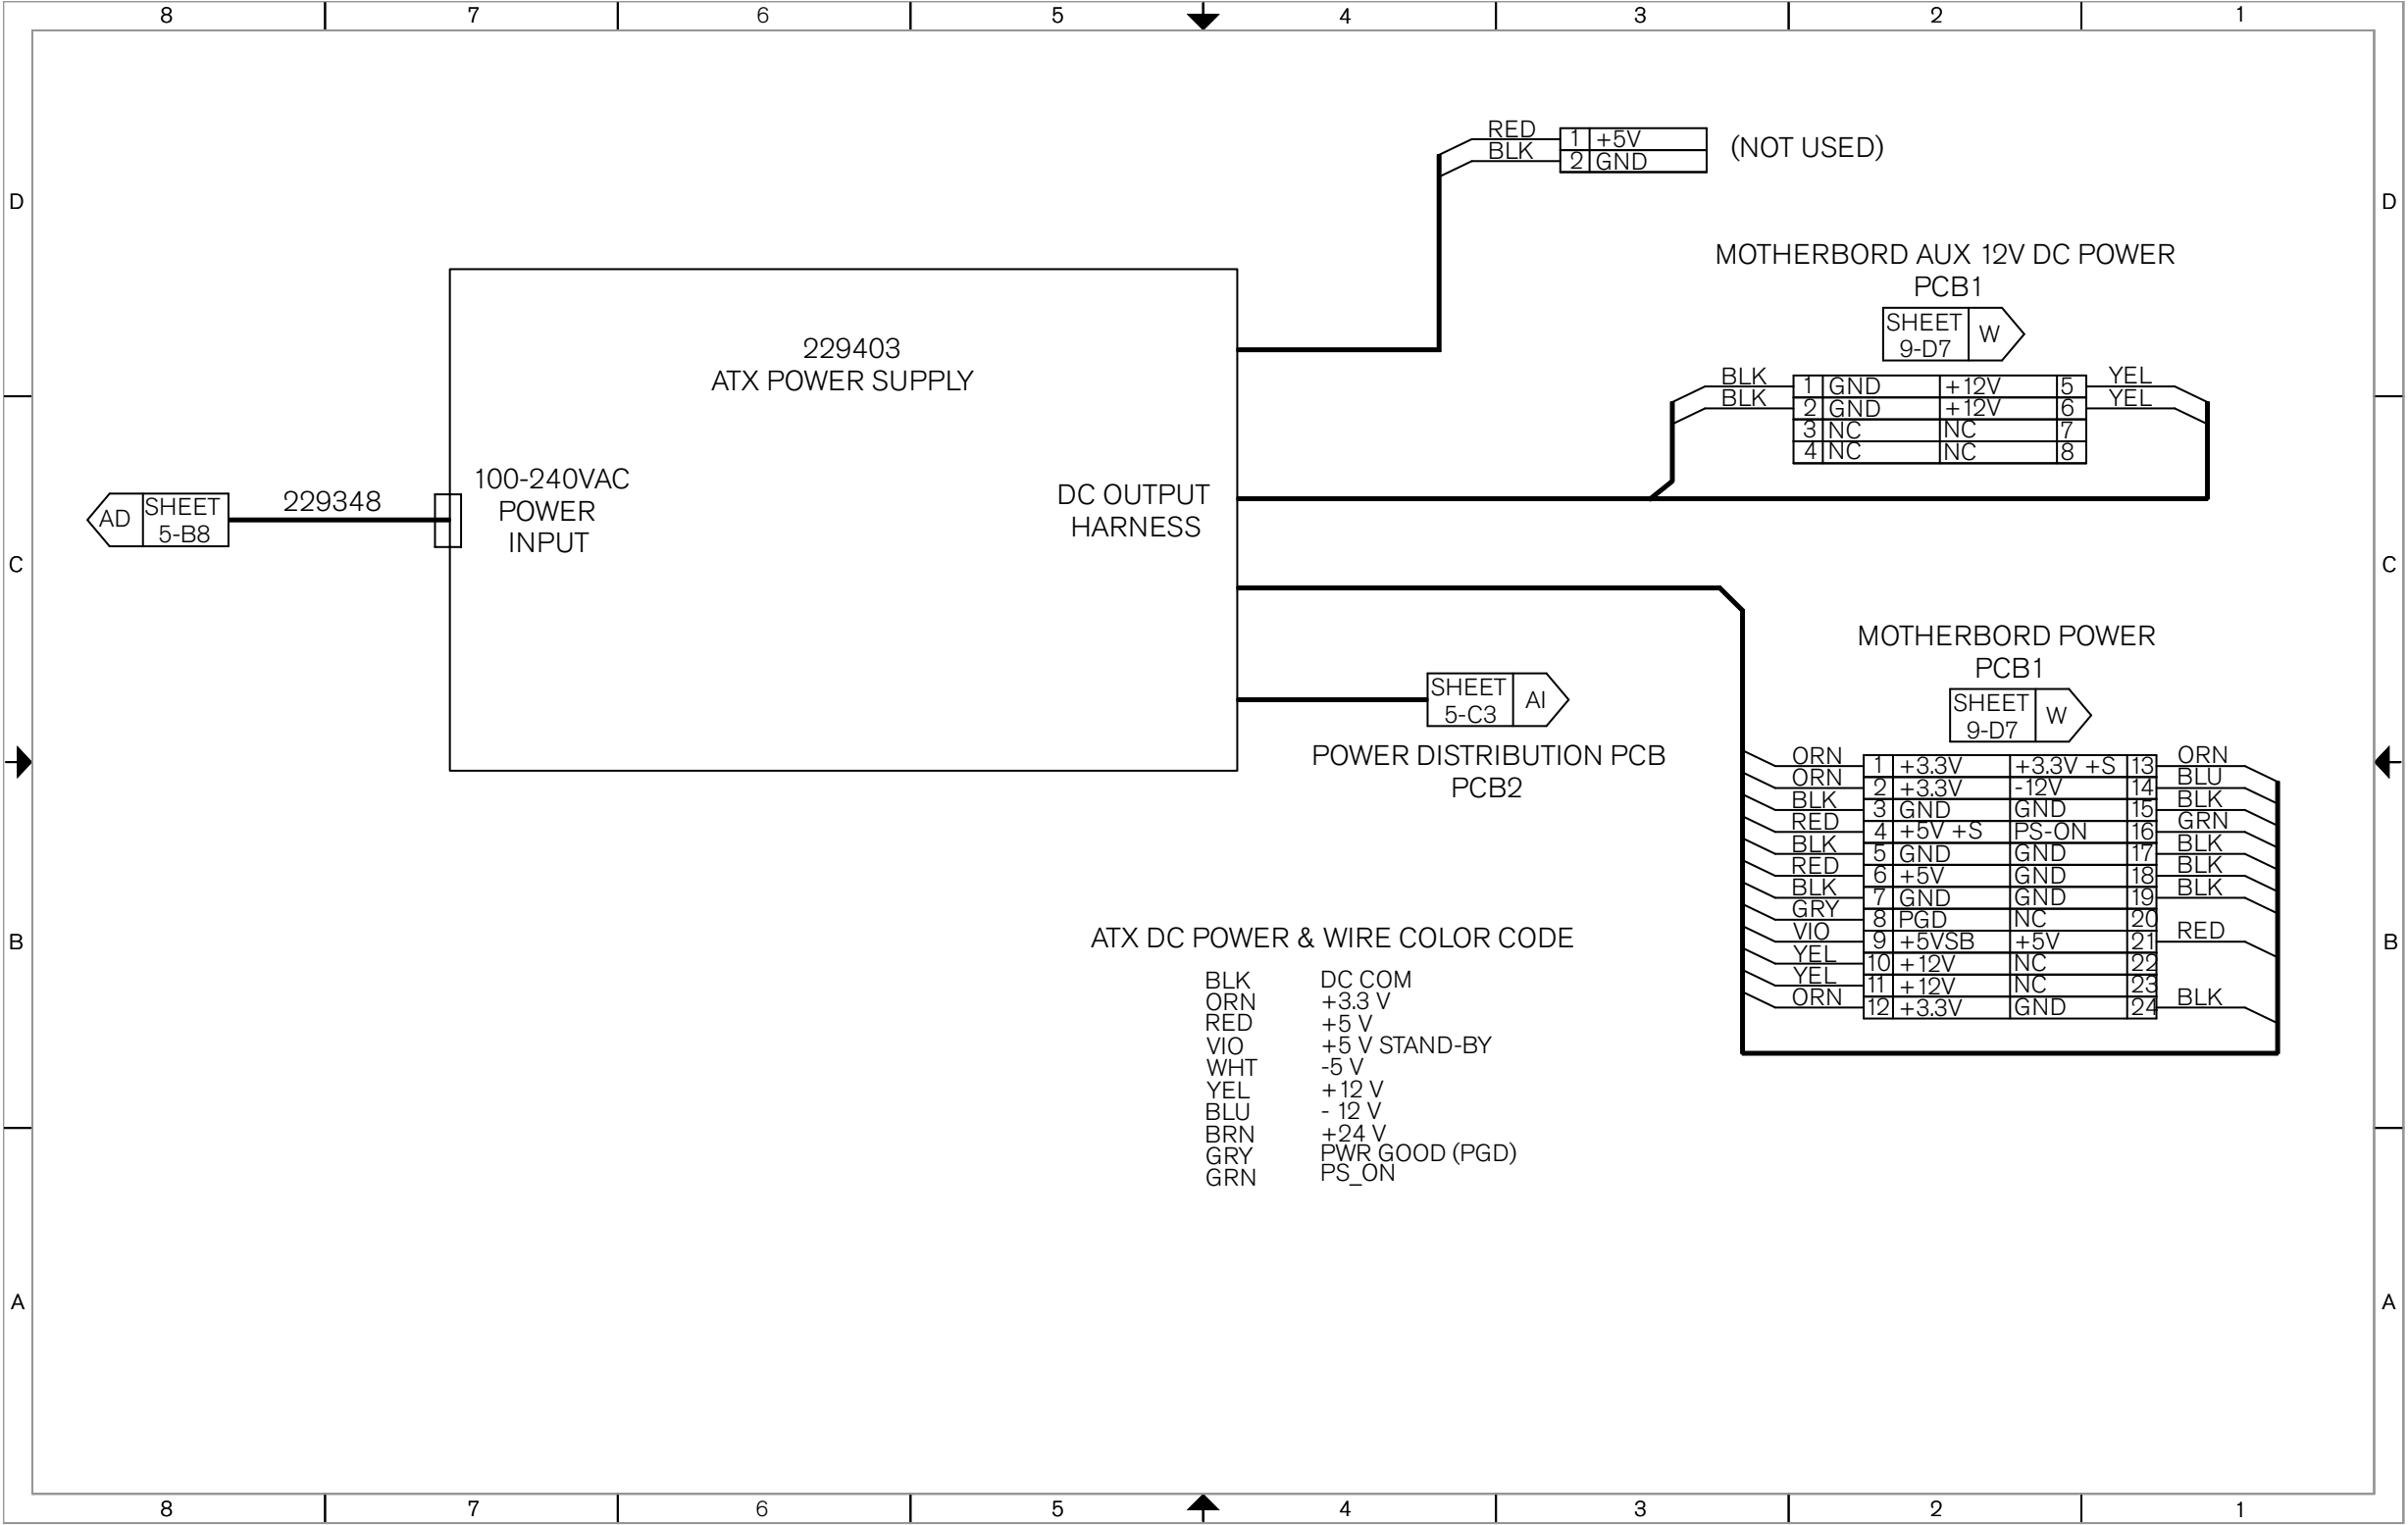 8 7 6 5 4 3 2 1
D D
C C
B B
A A
RED 1 +5V
BLK 2 GND
(NOT USED)
MOTHERBORD AUX 12V DC POWER
PCB1
SHEET W
9-D7
BLK 1 GND +12V 5 YEL
BLK 2 GND +12V 6 YEL
3 NC NC 7
4 NC NC 8
229403
ATX POWER SUPPLY
AD SHEET
5-B8
229348
100-240VAC
POWER
INPUT
DC OUTPUT
HARNESS
SHEET AI
5-C3
POWER DISTRIBUTION PCB
PCB2
MOTHERBORD POWER
PCB1
SHEET W
9-D7
ORN 1 +3.3V +3.3V +S 13 ORN
ORN 2 +3.3V -12V 14 BLU
BLK 3 GND GND 15 BLK
RED 4 +5V +S PS-ON 16 GRN
BLK 5 GND GND 17 BLK
RED 6 +5V GND 18 BLK
BLK 7 GND GND 19 BLK
GRY 8 PGD NC 20
VIO 9 +5VSB +5V 21 RED
YEL 10 +12V NC 22
YEL 11 +12V NC 23
ORN 12 +3.3V GND 24 BLK
ATX DC POWER & WIRE COLOR CODE
BLK DC COM
ORN +3.3 V
RED +5 V
VIO +5 V STAND-BY
WHT -5 V
YEL +12 V
BLU - 12 V
BRN +24 V
GRY PWR GOOD (PGD)
GRN PS_ON
8 7 6 5 4 3 2 1